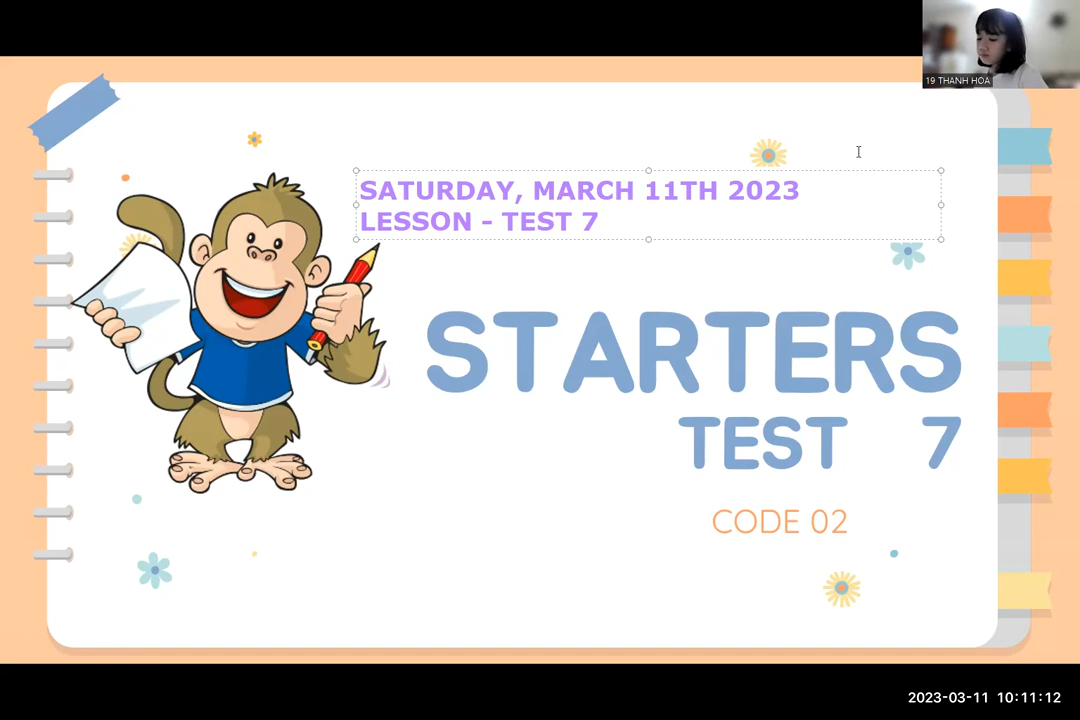 19 THANH HOA
SATURDAY, MARCH 11TH 2023
LESSON - TEST 7
STARTERS
TEST 7
CODE 02
2023-03-11 10:11:12